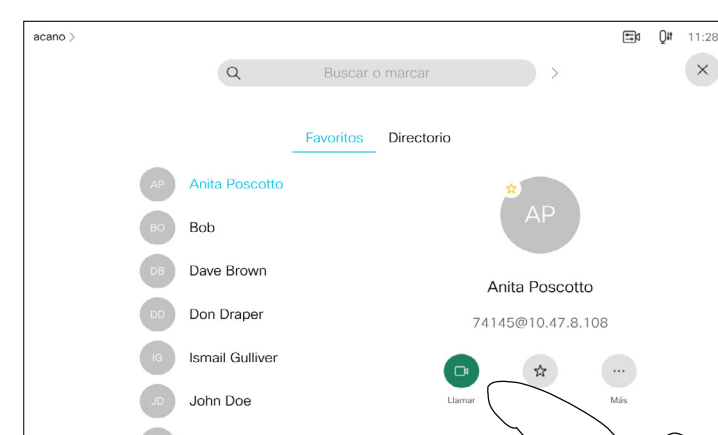 acano >
11:28
Buscar o marcar
Favoritos Directorio
AP Anita Poscotto
BO Bob
DB Dave Brown
DD Don Draper
IG Ismail Gulliver
JD John Doe
AP
Anita Poscotto
74145@10.47.8.108
Llamar
Más